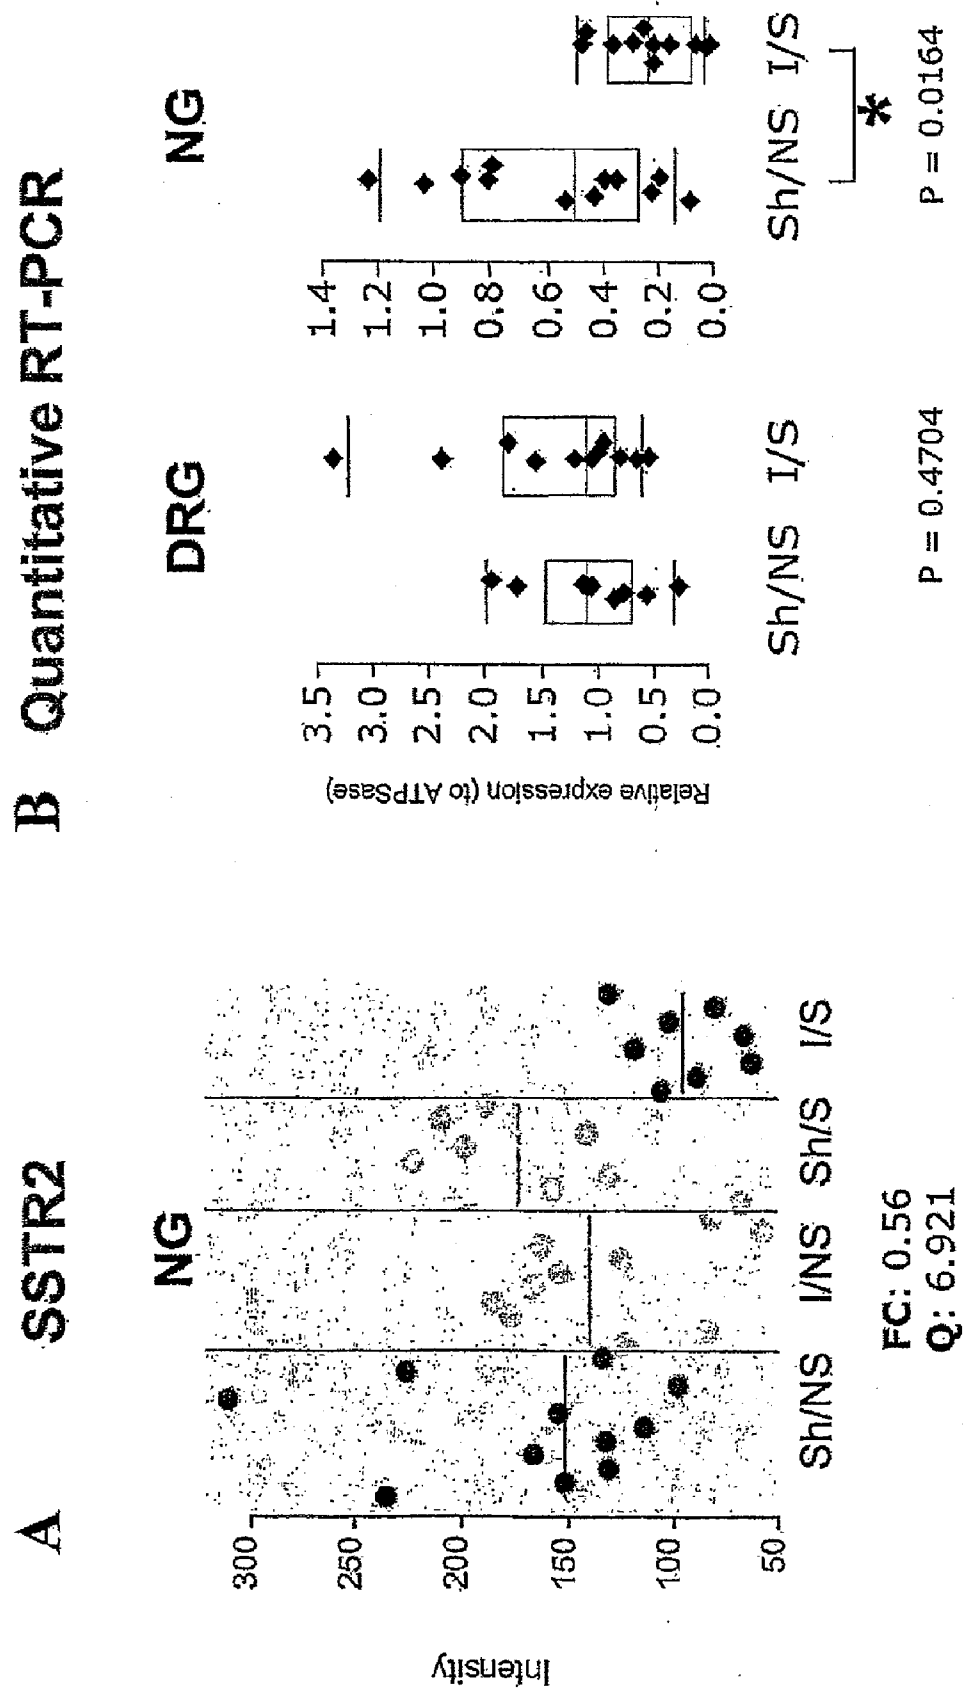 A SSTR2
NG
Intensity
300
250
200
150
100
50
Sh/NS I/NS Sh/S I/S
FC: 0.56
Q: 6.921
B Quantitative RT-PCR
DRG
Relative expression (to ATPSase)
3.5
3.0
2.5
2.0
1.5
1.0
0.5
0.0
Sh/NS I/S
P = 0.4704
NG
1.4
1.2
1.0
0.8
0.6
0.4
0.2
0.0
Sh/NS I/S
*
P = 0.0164